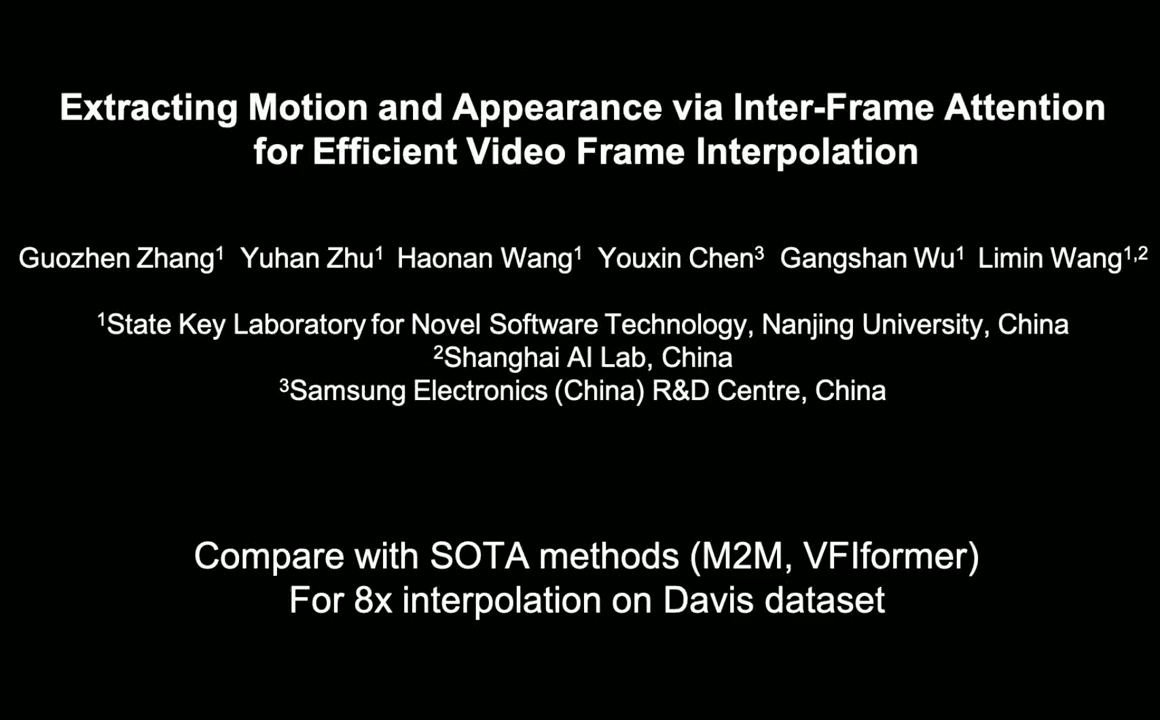 Extracting Motion and Appearance via Inter-Frame Attention
for Efficient Video Frame Interpolation
Guozhen Zhang¹ Yuhan Zhu¹ Haonan Wang¹ Youxin Chen³ Gangshan Wu¹ Limin Wang¹,²
¹State Key Laboratory for Novel Software Technology, Nanjing University, China
²Shanghai AI Lab, China
³Samsung Electronics (China) R&D Centre, China
Compare with SOTA methods (M2M, VFIformer)
For 8x interpolation on Davis dataset